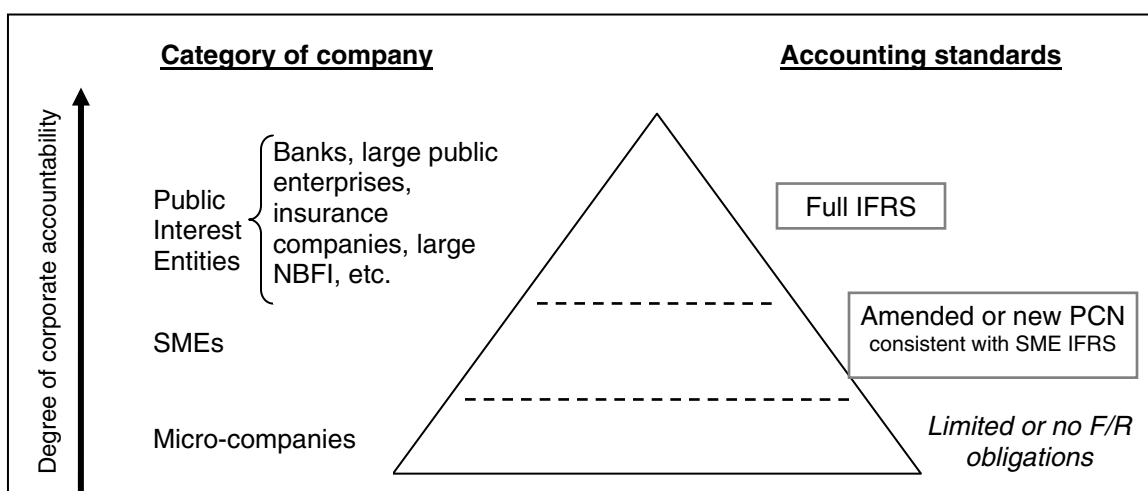 Category of company
Accounting standards
Degree of corporate accountability
Public
Interest
Entities
Banks, large public
enterprises,
insurance
companies, large
NBFI, etc.
Full IFRS
SMEs
Amended or new PCN
consistent with SME IFRS
Micro-companies
Limited or no F/R
obligations